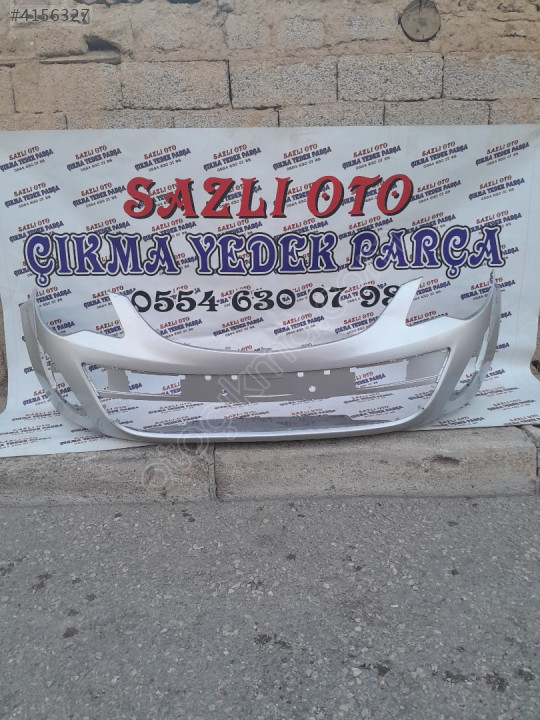 #4156327
SAZLI OTO
ÇIKMA YEDEK PARÇA
0554 630 07 98